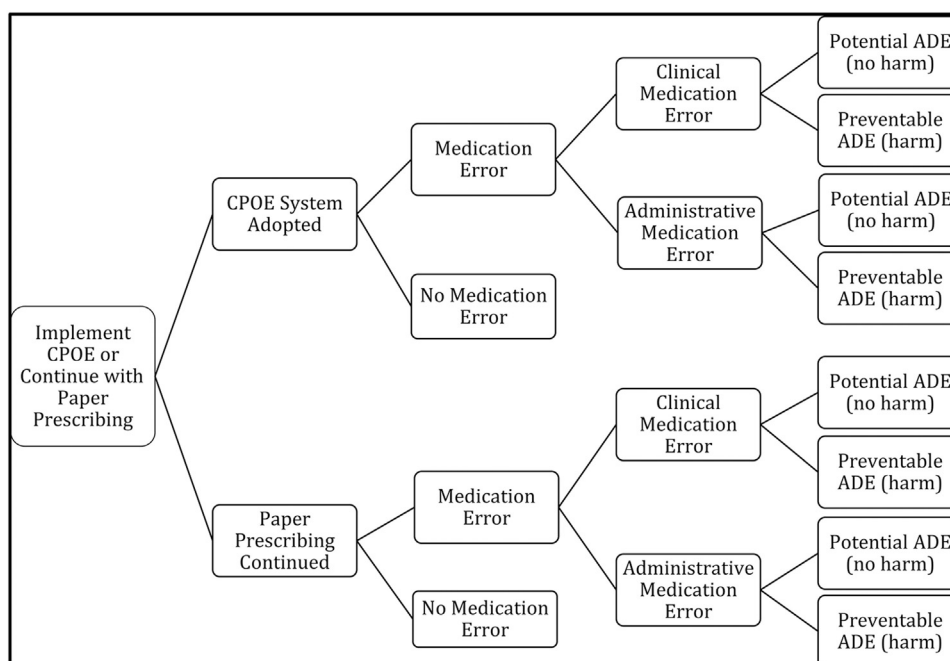 Implement
CPOE or
Continue with
Paper
Prescribing
CPOE System
Adopted
Medication
Error
Clinical
Medication
Error
Potential ADE
(no harm)
Preventable
ADE (harm)
Administrative
Medication
Error
Potential ADE
(no harm)
Preventable
ADE (harm)
No Medication
Error
Paper
Prescribing
Continued
Medication
Error
Clinical
Medication
Error
Potential ADE
(no harm)
Preventable
ADE (harm)
Administrative
Medication
Error
Potential ADE
(no harm)
Preventable
ADE (harm)
No Medication
Error